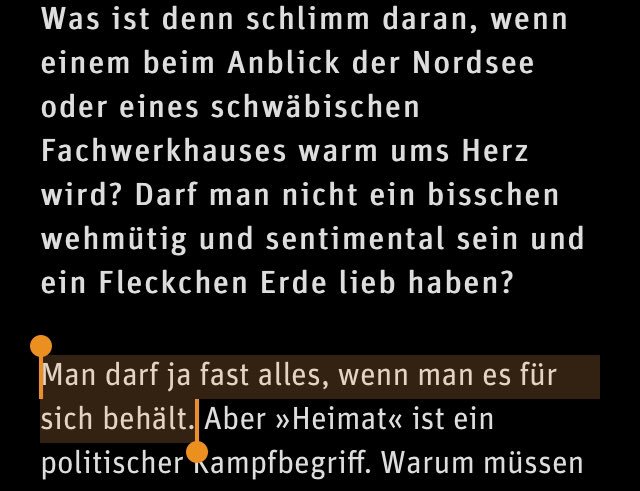 Was ist denn schlimm daran, wenn
einem beim Anblick der Nordsee
oder eines schwäbischen
Fachwerkhauses warm ums Herz
wird? Darf man nicht ein bisschen
wehmütig und sentimental sein und
ein Fleckchen Erde lieb haben?
Man darf ja fast alles, wenn man es für
sich behält. Aber »Heimat« ist ein
politischer Kampfbegriff. Warum müssen